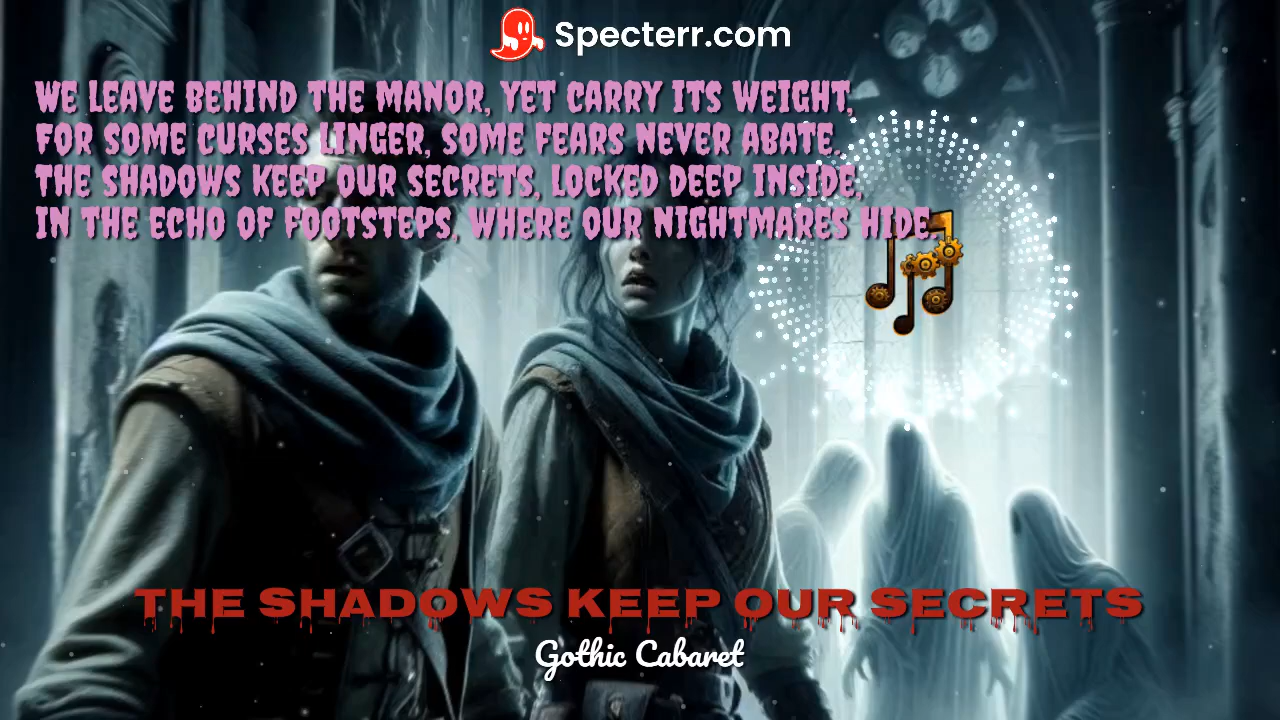 Specterr.com
WE LEAVE BEHIND THE MANOR, YET CARRY ITS WEIGHT,
FOR SOME CURSES LINGER, SOME FEARS NEVER ABATE.
THE SHADOWS KEEP OUR SECRETS, LOCKED DEEP INSIDE,
IN THE ECHO OF FOOTSTEPS, WHERE OUR NIGHTMARES HIDE.
THE SHADOWS KEEP OUR SECRETS
Gothic Cabaret